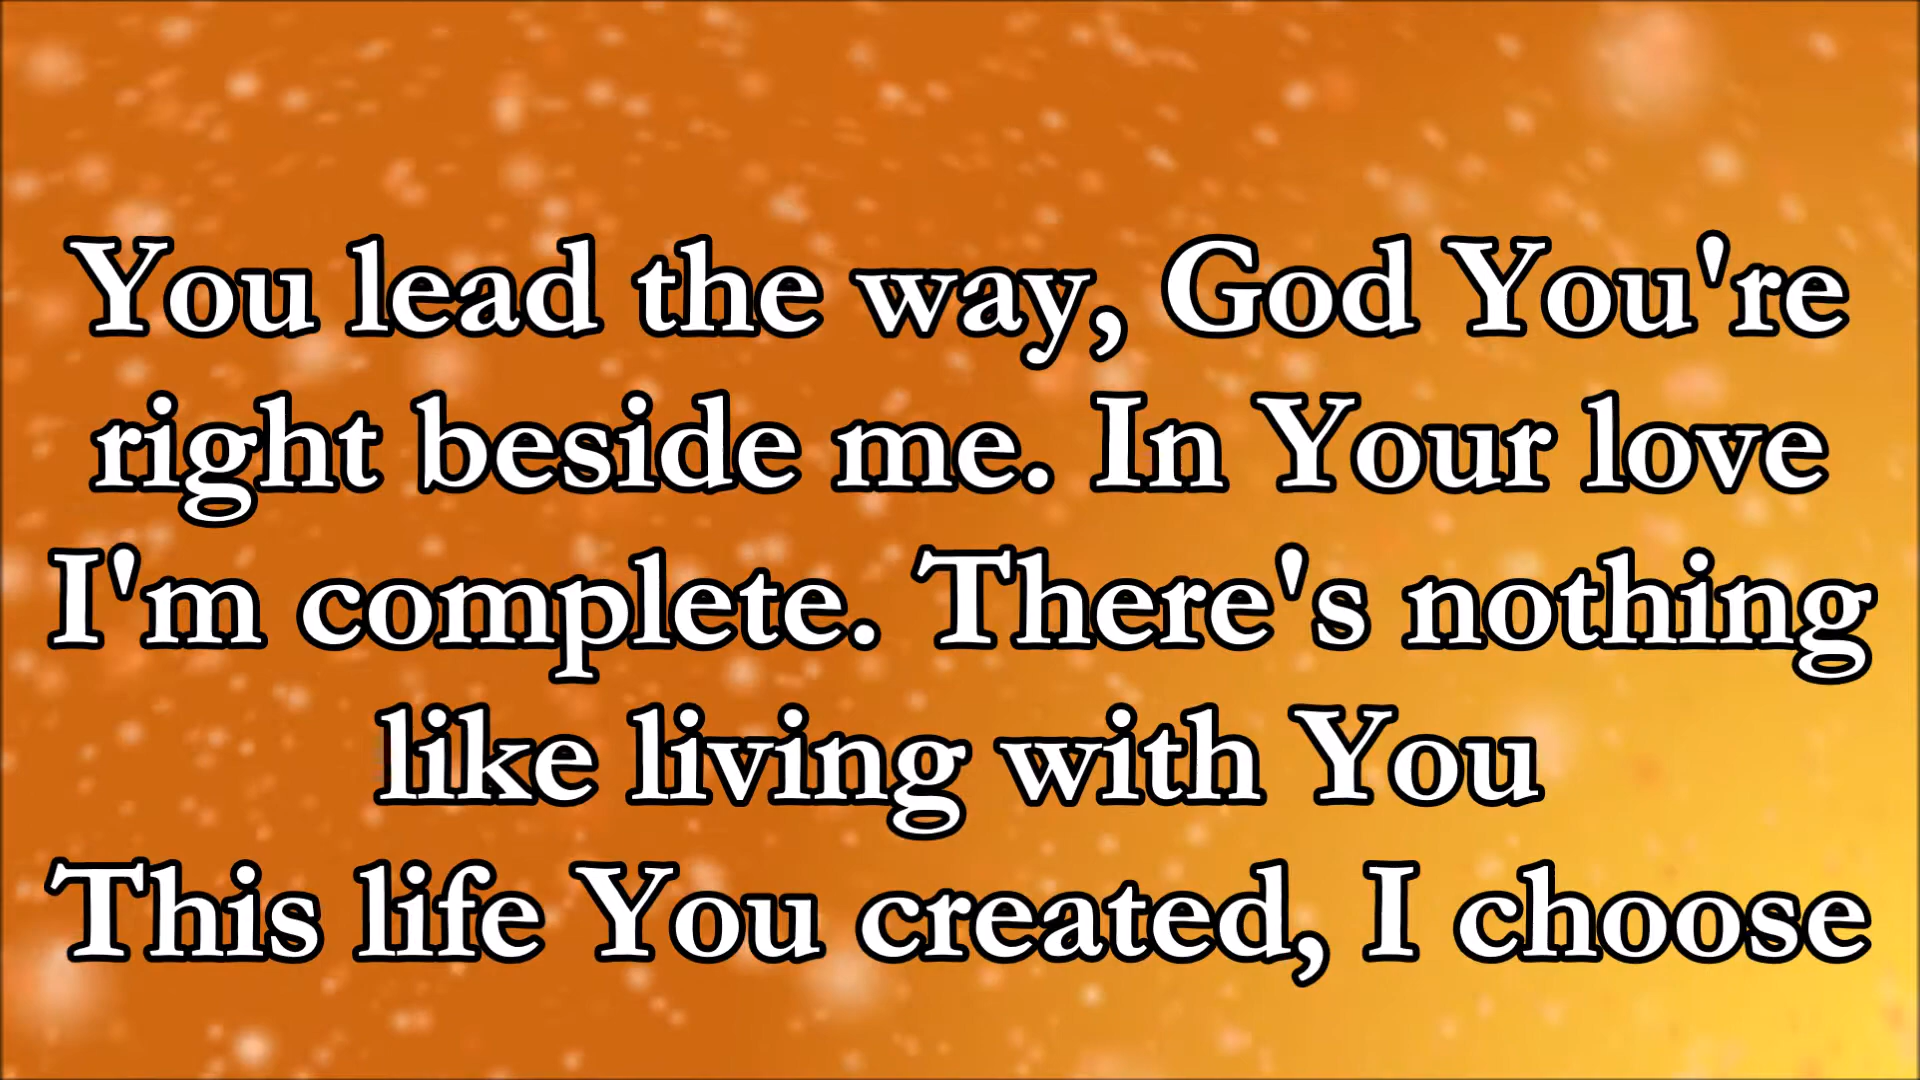 You lead the way, God You're
right beside me. In Your love
I'm complete. There's nothing
like living with You
This life You created, I choose